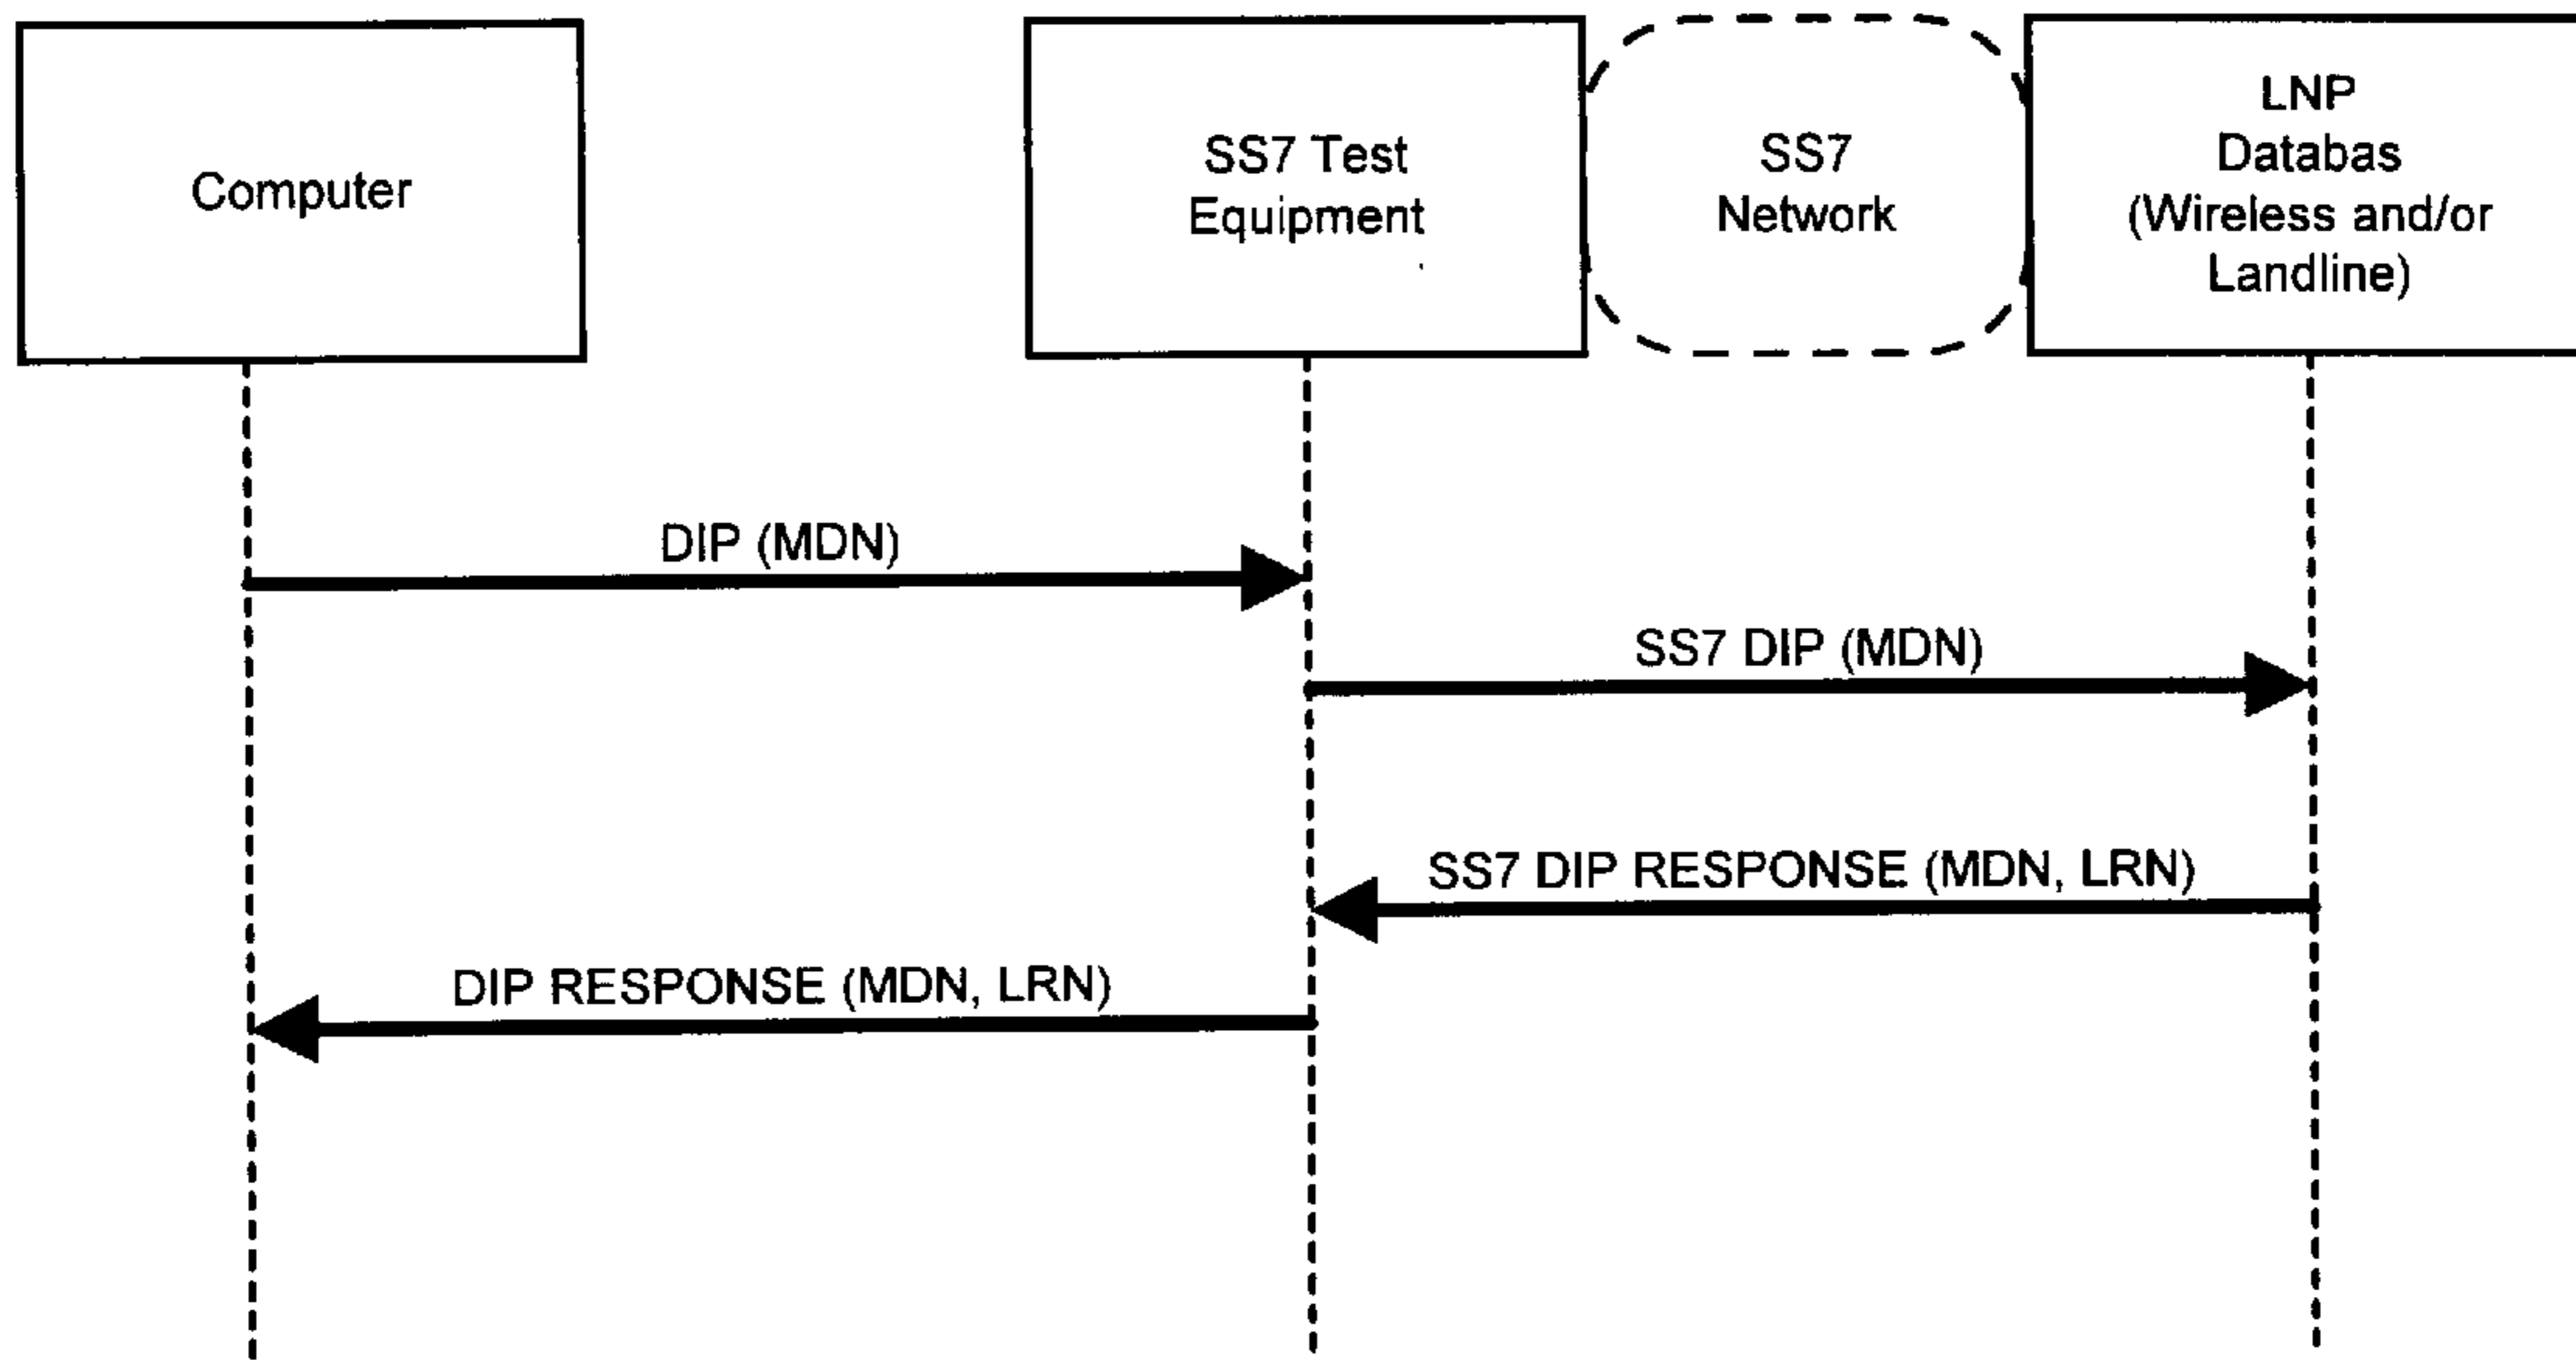 Computer
SS7 Test
Equipment
SS7
Network
LNP
Databas
(Wireless and/or
Landline)
DIP (MDN)
SS7 DIP (MDN)
SS7 DIP RESPONSE (MDN, LRN)
DIP RESPONSE (MDN, LRN)